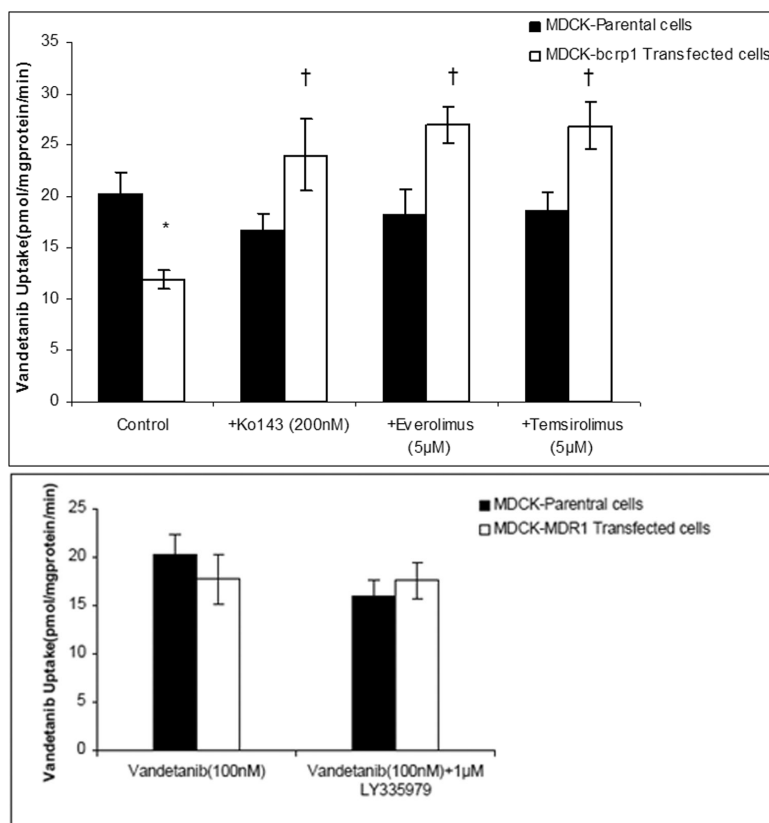 MDCK-Parental cells
MDCK-bcrp1 Transfected cells
Vandetanib Uptake(pmol/mgprotein/min)
35
30
25
20
15
10
5
0
*
†
†
†
Control
+Ko143 (200nM)
+Everolimus
(5µM)
+Temsirolimus
(5µM)
MDCK-Parentral cells
MDCK-MDR1 Transfected cells
Vandetanib Uptake(pmol/mgprotein/min)
25
20
15
10
5
0
Vandetanib(100nM)
Vandetanib(100nM)+1µM
LY335979